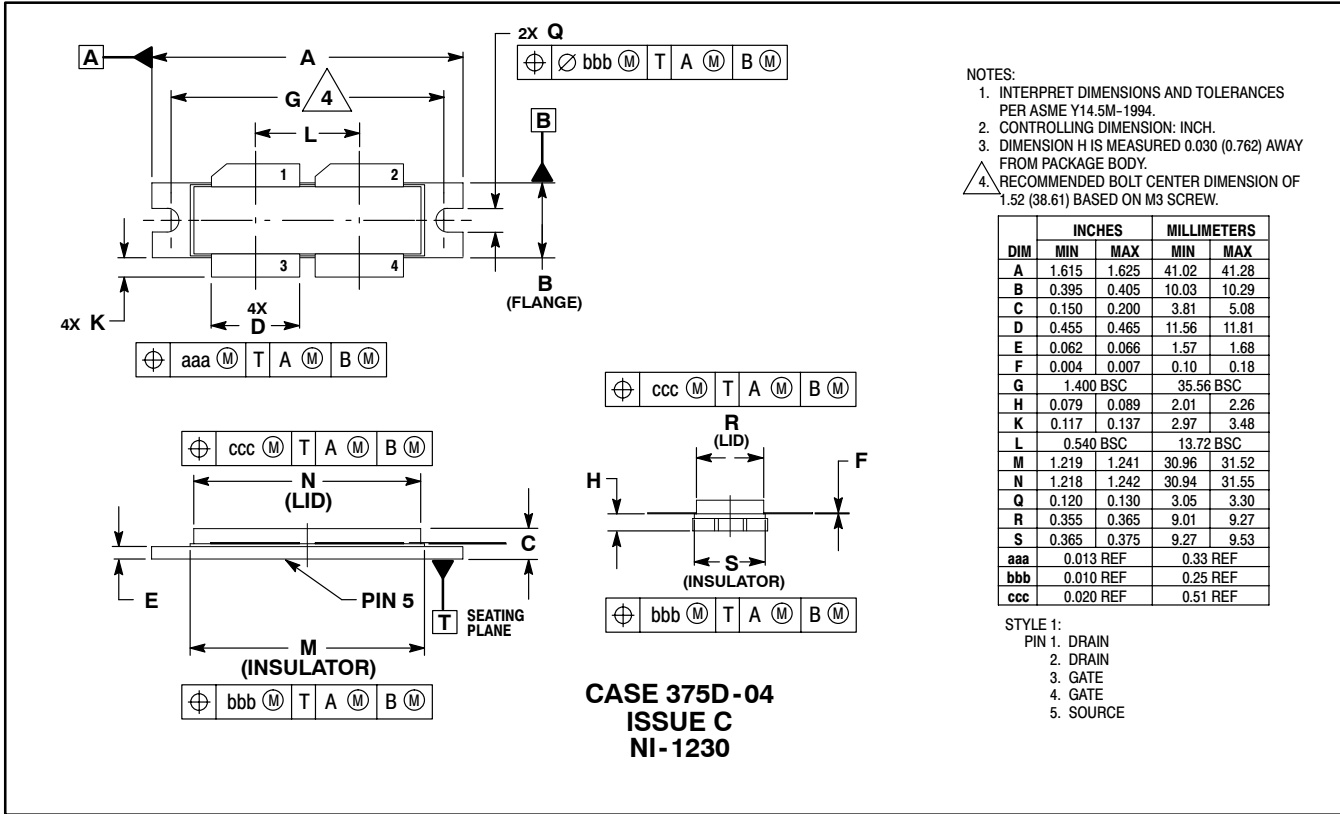 2X Q
⌖ ∅ bbb Ⓜ T A Ⓜ B Ⓜ
A
A
G 4
L
B
1 2
3 4
B
(FLANGE)
4X K
4X
D
⌖ aaa Ⓜ T A Ⓜ B Ⓜ
⌖ ccc Ⓜ T A Ⓜ B Ⓜ
N
(LID)
C
E
PIN 5
T SEATING
PLANE
M
(INSULATOR)
⌖ bbb Ⓜ T A Ⓜ B Ⓜ
⌖ ccc Ⓜ T A Ⓜ B Ⓜ
R
(LID)
F
H
S
(INSULATOR)
⌖ bbb Ⓜ T A Ⓜ B Ⓜ
CASE 375D-04
ISSUE C
NI-1230
NOTES:
1. INTERPRET DIMENSIONS AND TOLERANCES
PER ASME Y14.5M-1994.
2. CONTROLLING DIMENSION: INCH.
3. DIMENSION H IS MEASURED 0.030 (0.762) AWAY
FROM PACKAGE BODY.
4. RECOMMENDED BOLT CENTER DIMENSION OF
1.52 (38.61) BASED ON M3 SCREW.
INCHES MILLIMETERS
DIM MIN MAX MIN MAX
A 1.615 1.625 41.02 41.28
B 0.395 0.405 10.03 10.29
C 0.150 0.200 3.81 5.08
D 0.455 0.465 11.56 11.81
E 0.062 0.066 1.57 1.68
F 0.004 0.007 0.10 0.18
G 1.400 BSC 35.56 BSC
H 0.079 0.089 2.01 2.26
K 0.117 0.137 2.97 3.48
L 0.540 BSC 13.72 BSC
M 1.219 1.241 30.96 31.52
N 1.218 1.242 30.94 31.55
Q 0.120 0.130 3.05 3.30
R 0.355 0.365 9.01 9.27
S 0.365 0.375 9.27 9.53
aaa 0.013 REF 0.33 REF
bbb 0.010 REF 0.25 REF
ccc 0.020 REF 0.51 REF
STYLE 1:
PIN 1. DRAIN
2. DRAIN
3. GATE
4. GATE
5. SOURCE